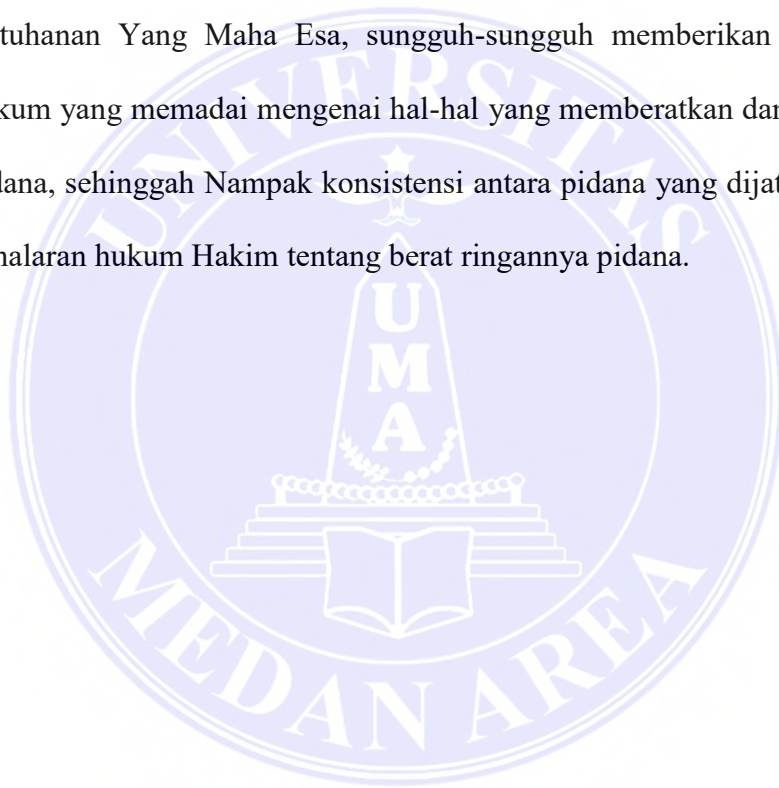 tuhanan Yang Maha Esa, sungguh-sungguh memberikan
kum yang memadai mengenai hal-hal yang memberatkan dan
dana, sehinggah Nampak konsistensi antara pidana yang dijat
nalaran hukum Hakim tentang berat ringannya pidana.
UNIVERSITAS
UMA
MEDAN AREA